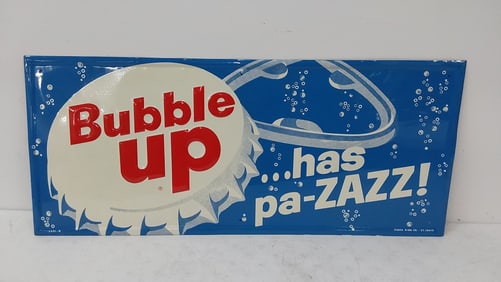 Bubble
up
®
...has
pa-ZAZZ!